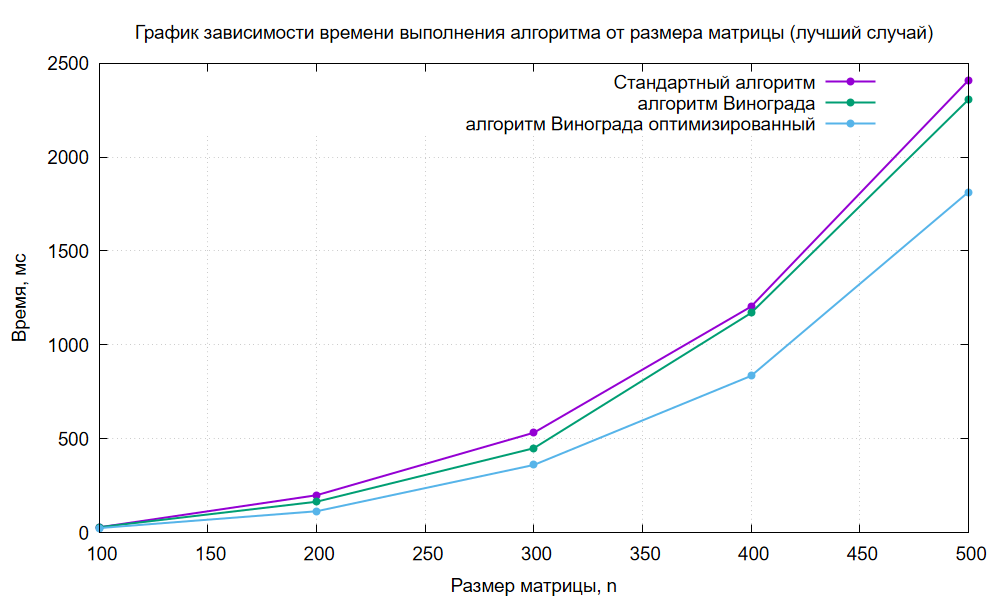 График зависимости времени выполнения алгоритма от размера матрицы (лучший случай)
2500
2000
1500
1000
500
0
Время, мс
Стандартный алгоритм
алгоритм Винограда
алгоритм Винограда оптимизированный
100 150 200 250 300 350 400 450 500
Размер матрицы, n